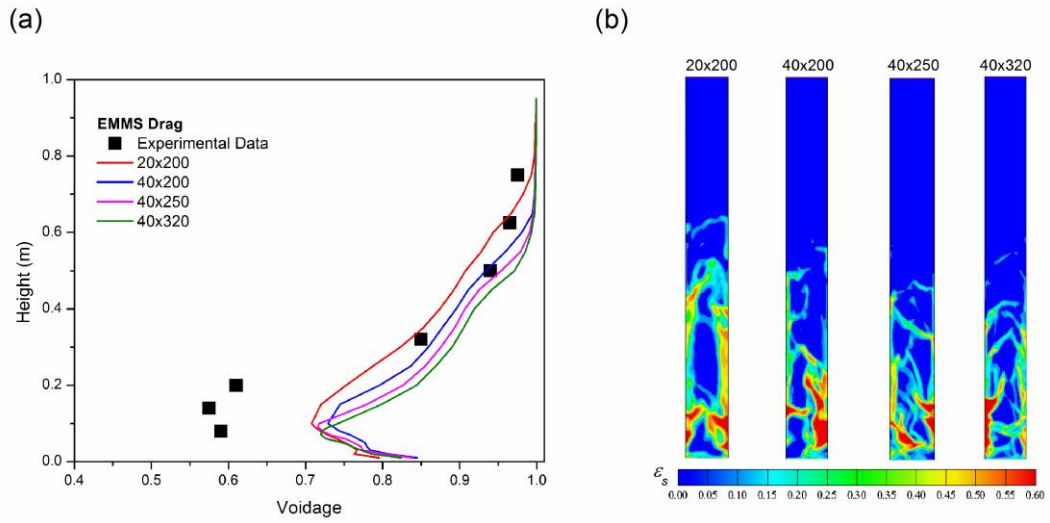 (a)
EMMS Drag
Experimental Data
20x200
40x200
40x250
40x320
1.0
0.8
0.6
0.4
0.2
0.0
Height (m)
0.4 0.5 0.6 0.7 0.8 0.9 1.0
Voidage
(b)
20x200 40x200 40x250 40x320
εs
0.00 0.05 0.10 0.15 0.20 0.25 0.30 0.35 0.40 0.45 0.50 0.55 0.60